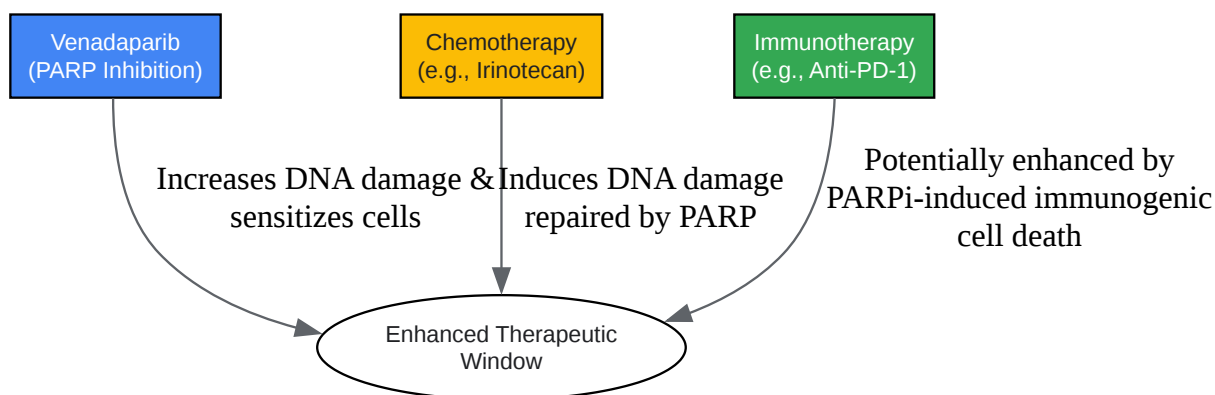 Venadaparib
(PARP Inhibition)
Chemotherapy
(e.g., Irinotecan)
Immunotherapy
(e.g., Anti-PD-1)
Increases DNA damage &
sensitizes cells
Induces DNA damage
repaired by PARP
Potentially enhanced by
PARPi-induced immunogenic
cell death
Enhanced Therapeutic
Window